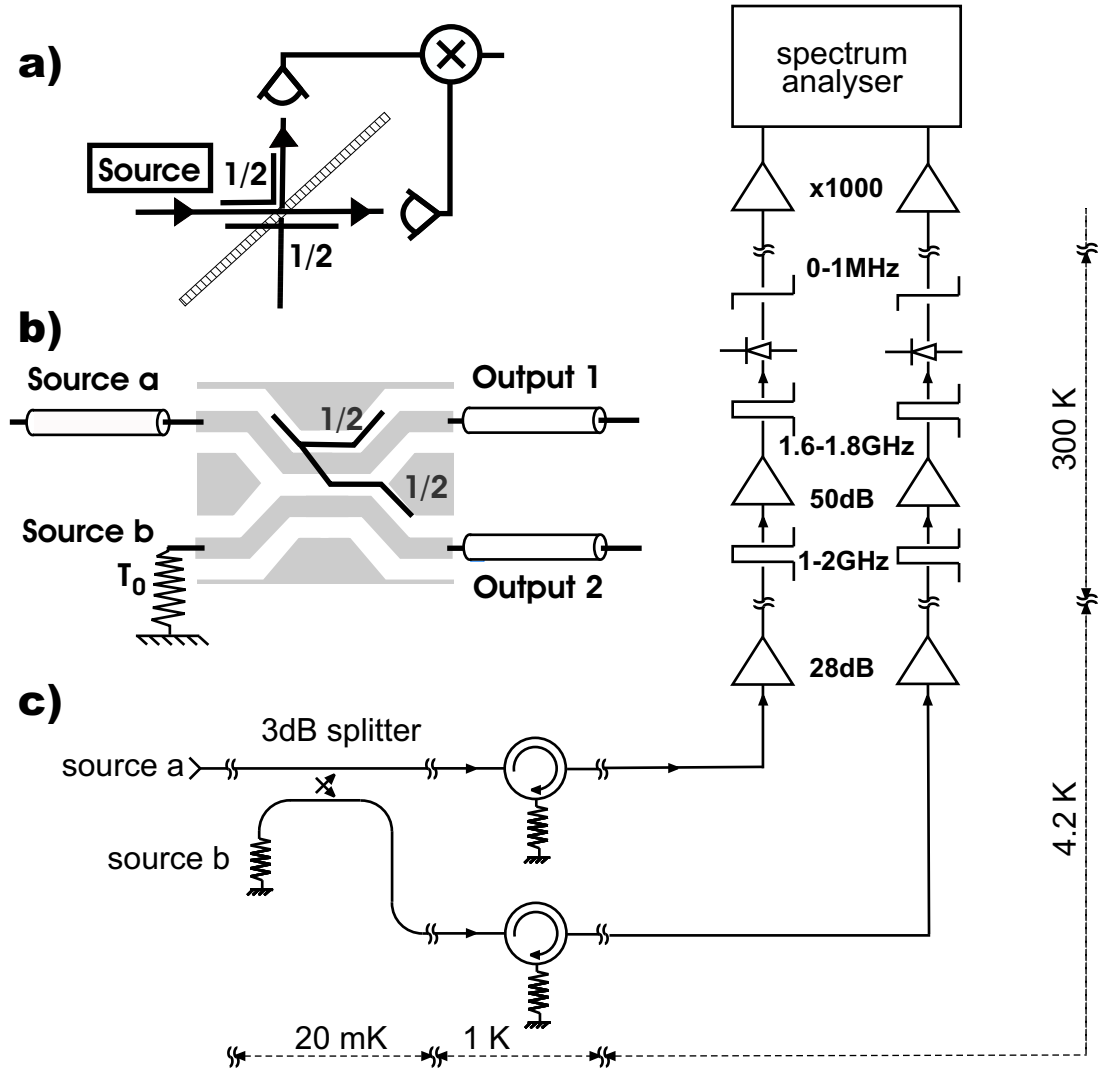 a)
Source
1/2
1/2
b)
Source a
Output 1
1/2
1/2
Source b
T0
Output 2
c)
3dB splitter
source a
source b
20 mK
1 K
spectrum
analyser
x1000
0-1MHz
1.6-1.8GHz
50dB
1-2GHz
28dB
300 K
4.2 K